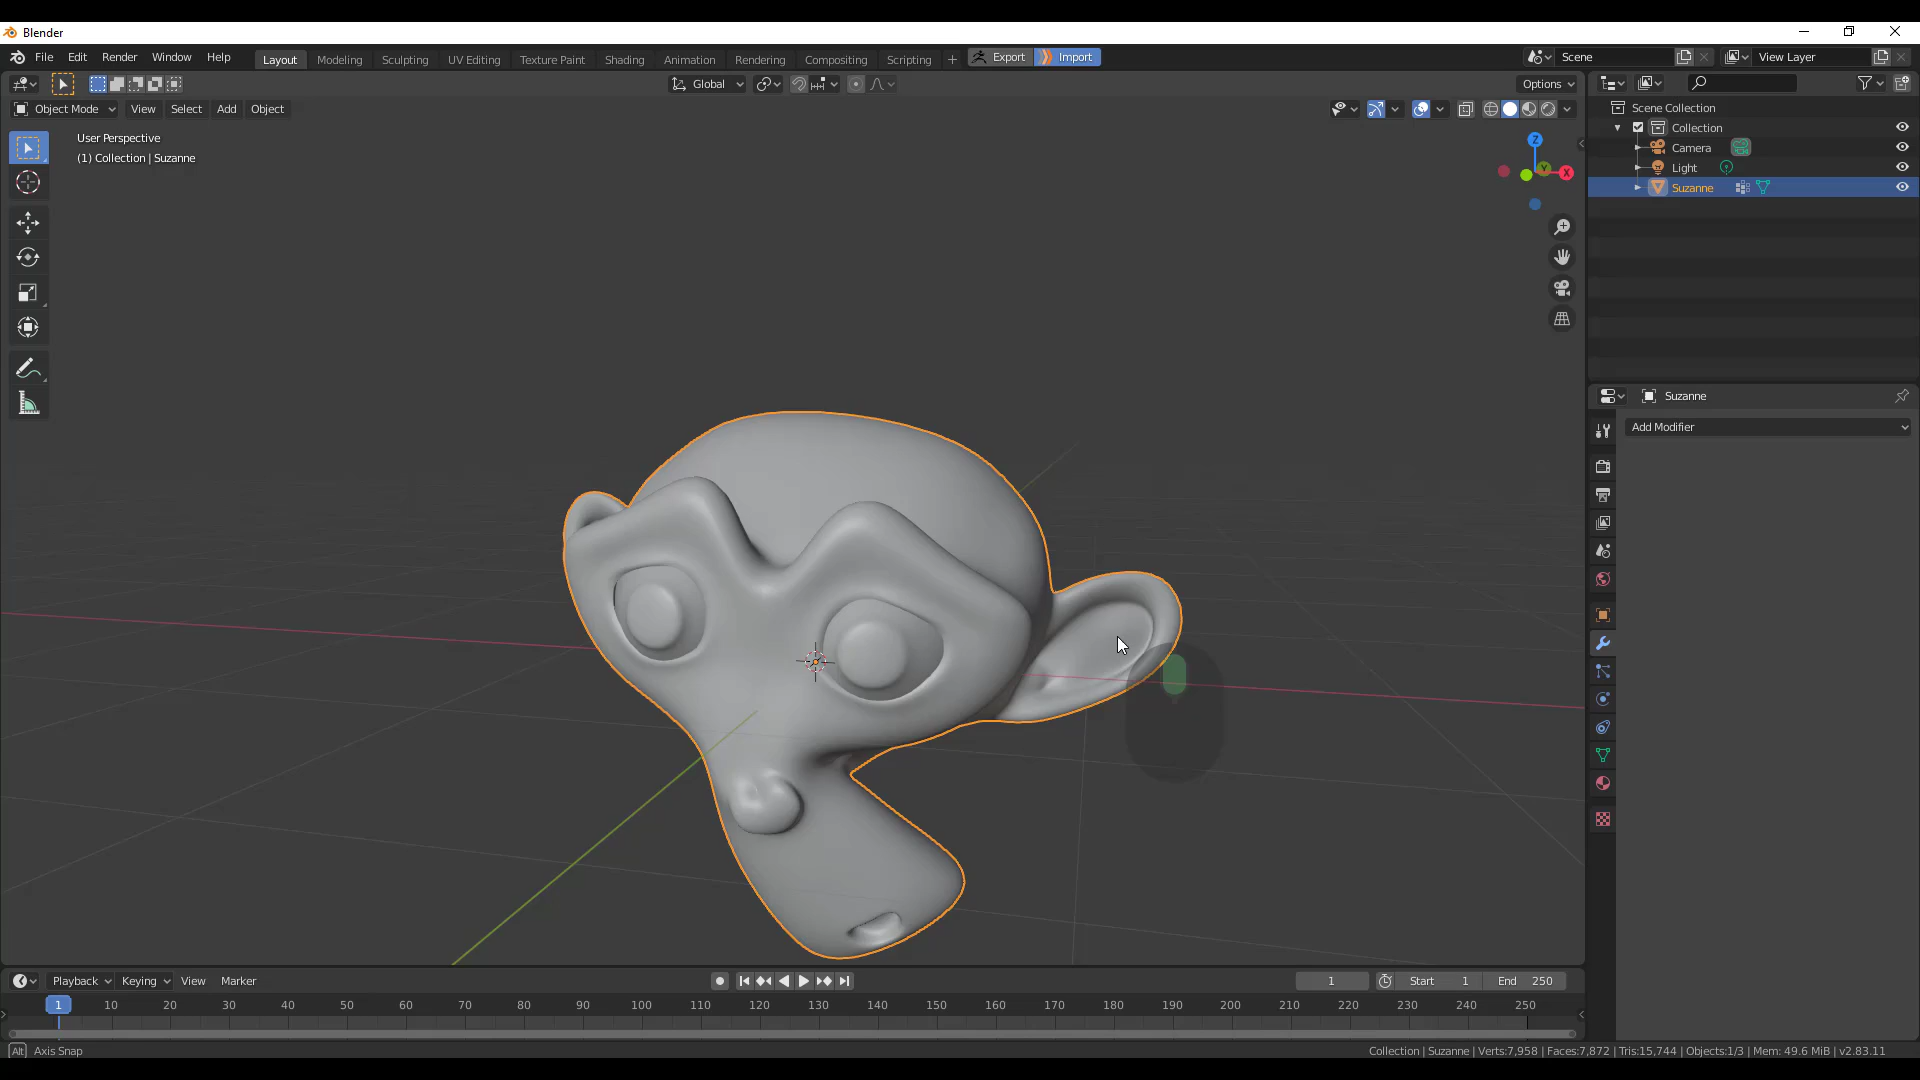 Blender
File Edit Render Window Help Layout Modeling Sculpting UV Editing Texture Paint Shading Animation Rendering Compositing Scripting + Export Import Scene View Layer
Global Options
Object Mode View Select Add Object
User Perspective
(1) Collection | Suzanne
Z
Y
X
Scene Collection
Collection
Camera
Light
Suzanne
Suzanne
Add Modifier
Playback Keying View Marker 1 Start 1 End 250
1 10 20 30 40 50 60 70 80 90 100 110 120 130 140 150 160 170 180 190 200 210 220 230 240 250
Alt Axis Snap Collection | Suzanne | Verts:7,958 | Faces:7,872 | Tris:15,744 | Objects:1/3 | Mem: 49.6 MiB | v2.83.11